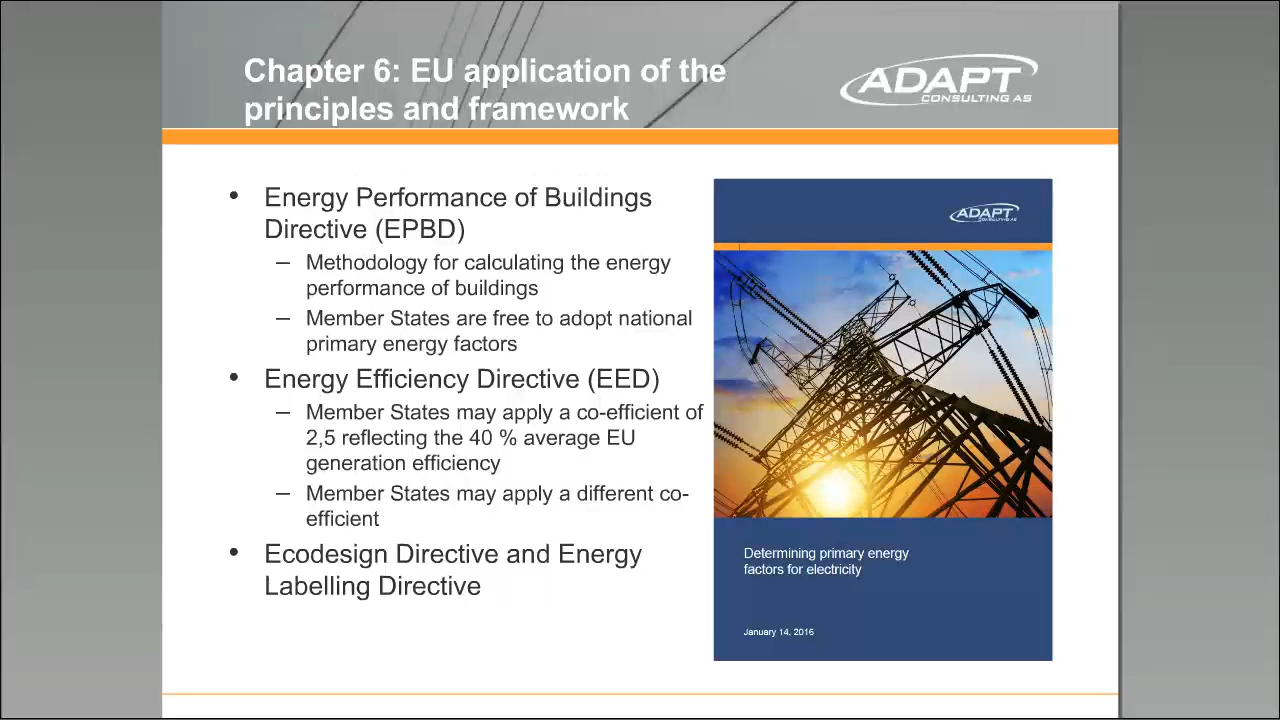 Chapter 6: EU application of the
principles and framework
ADAPT
CONSULTING AS
• Energy Performance of Buildings
Directive (EPBD)
– Methodology for calculating the energy
performance of buildings
– Member States are free to adopt national
primary energy factors
• Energy Efficiency Directive (EED)
– Member States may apply a co-efficient of
2,5 reflecting the 40 % average EU
generation efficiency
– Member States may apply a different co-
efficient
• Ecodesign Directive and Energy
Labelling Directive
ADAPT
CONSULTING AS
Determining primary energy
factors for electricity
January 14, 2016